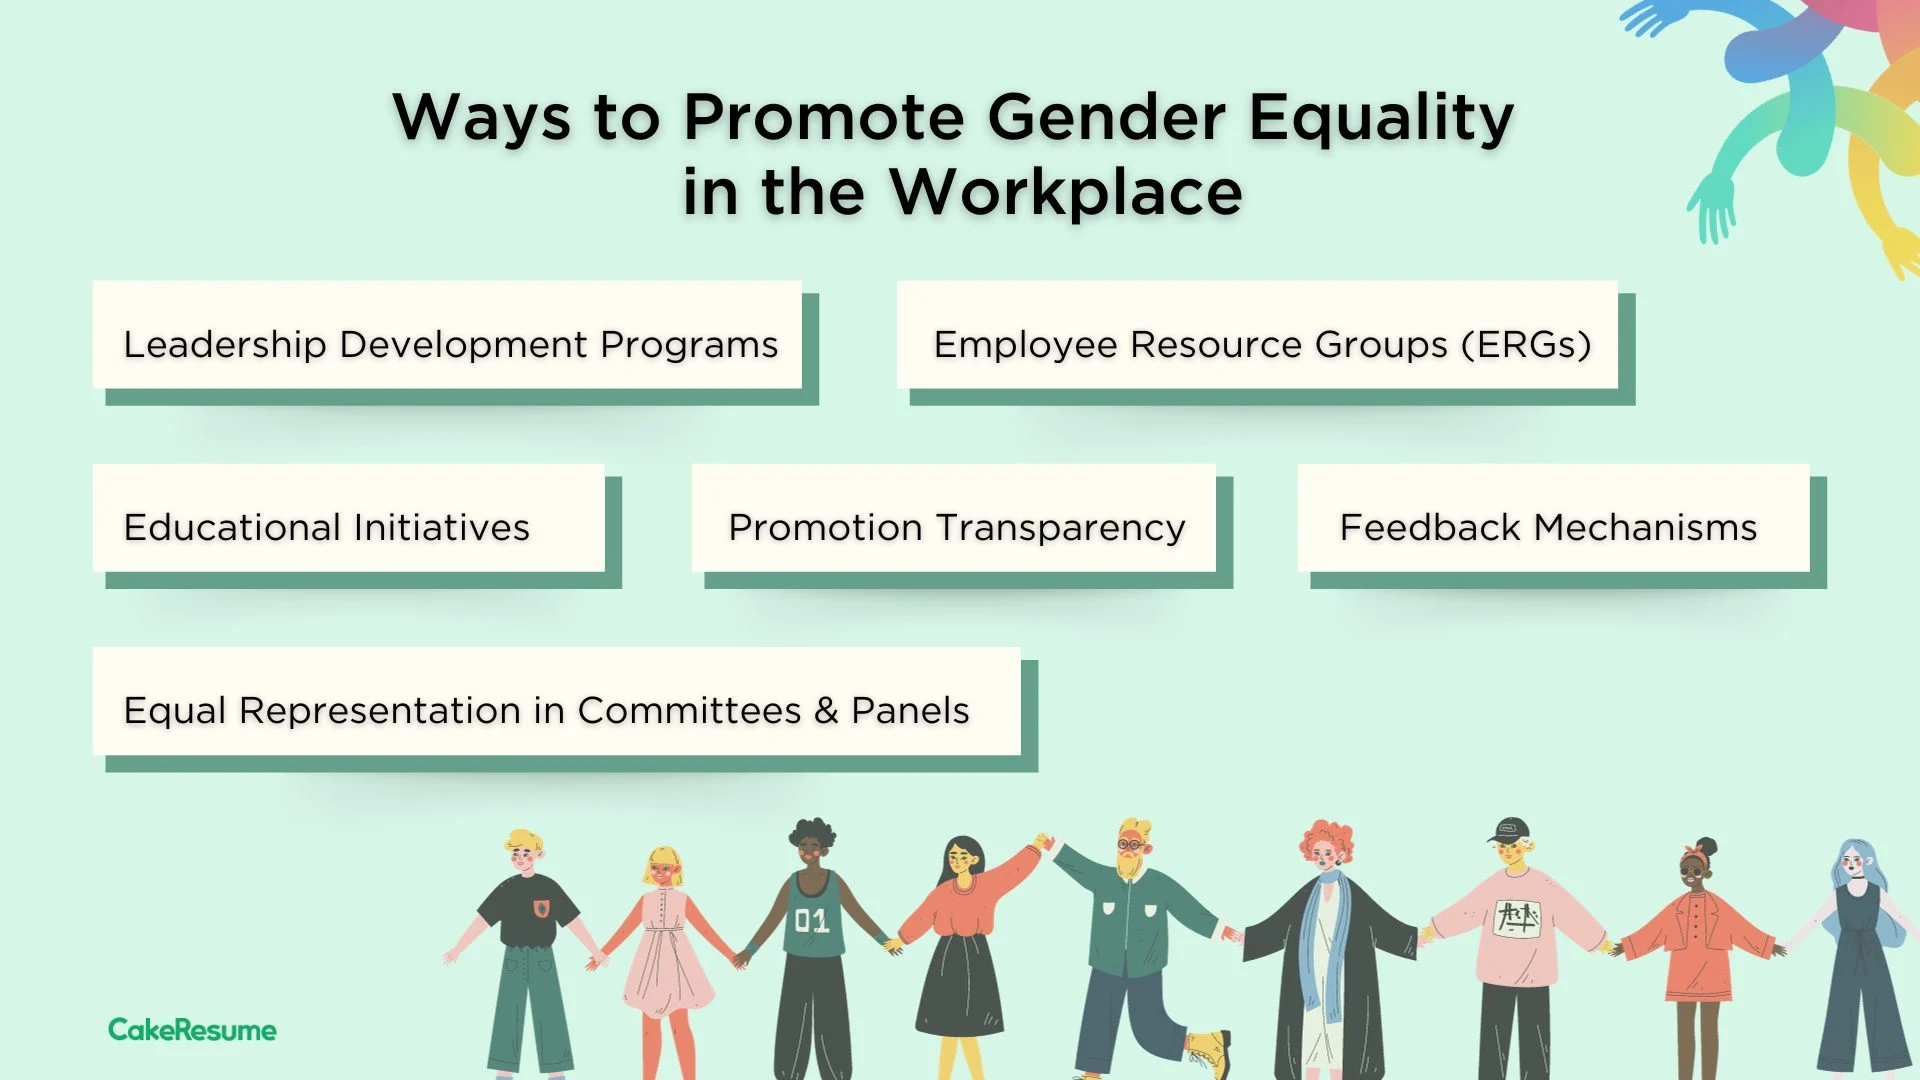 Ways to Promote Gender Equality
in the Workplace
Leadership Development Programs
Employee Resource Groups (ERGs)
Educational Initiatives
Promotion Transparency
Feedback Mechanisms
Equal Representation in Committees & Panels
01
CakeResume